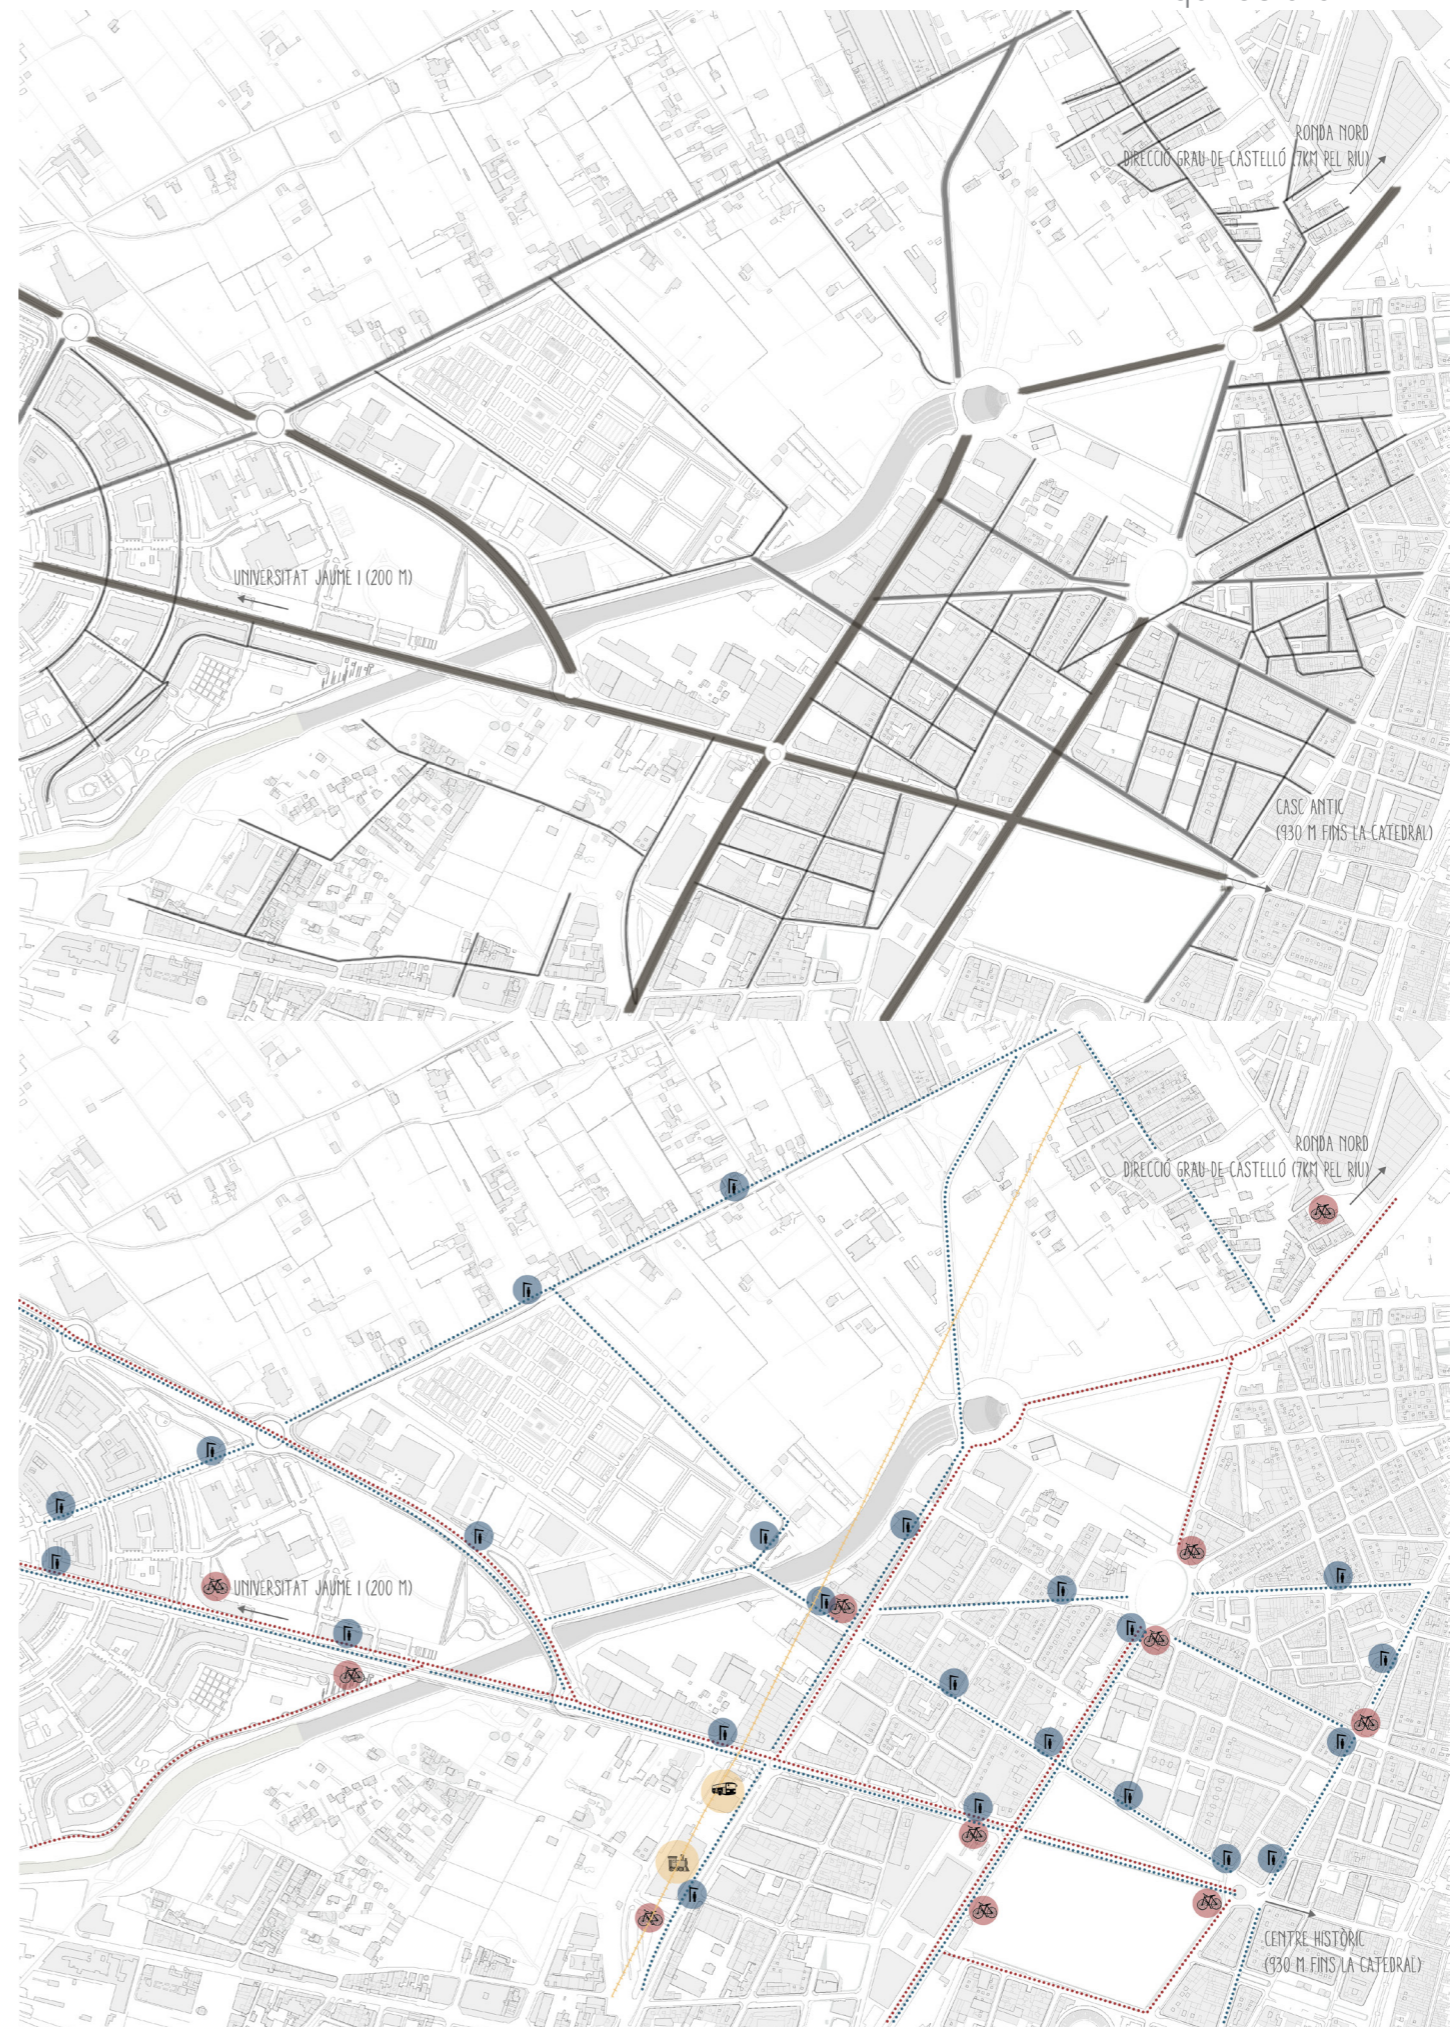 RONDA NORD
DIRECCIÓ GRAU DE CASTELLÓ (7KM PEL RIU)
UNIVERSITAT JAUME I (200 M)
CASC ANTIC
(930 M FINS LA CATEDRAL)
RONDA NORD
DIRECCIÓ GRAU DE CASTELLÓ (7KM PEL RIU)
UNIVERSITAT JAUME I (200 M)
CENTRE HISTÒRIC
(930 M FINS LA CATEDRAL)